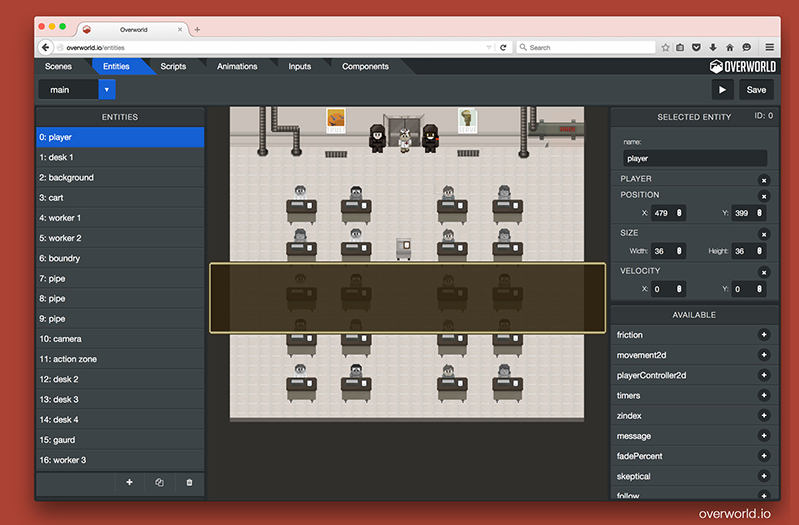 Overworld
overworld.io/entities
Search
Scenes
Entities
Scripts
Animations
Inputs
Components
OVERWORLD
main
Save
ENTITIES
0: player
1: desk 1
2: background
3: cart
4: worker 1
5: worker 2
6: boundry
7: pipe
8: pipe
9: pipe
10: camera
11: action zone
12: desk 2
13: desk 3
14: desk 4
15: gaurd
16: worker 3
SELECTED ENTITY ID: 0
name:
player
PLAYER
POSITION
X: 479 Y: 399
SIZE
Width: 36 Height: 36
VELOCITY
X: 0 Y: 0
AVAILABLE
friction
movement2d
playerController2d
timers
zindex
message
fadePercent
skeptical
follow
overworld.io